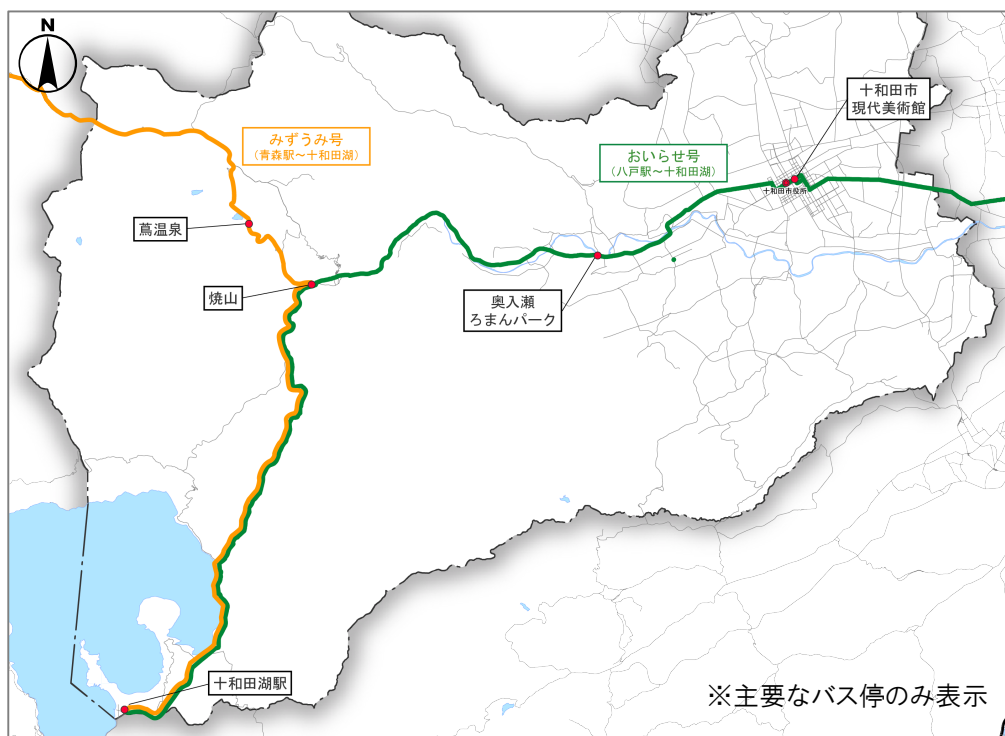 N
十和田市
現代美術館
みずうみ号
(青森駅～十和田湖)
おいらせ号
(八戸駅～十和田湖)
十和田市役所
蔦温泉
焼山
奥入瀬
ろまんパーク
十和田湖駅
※主要なバス停のみ表示